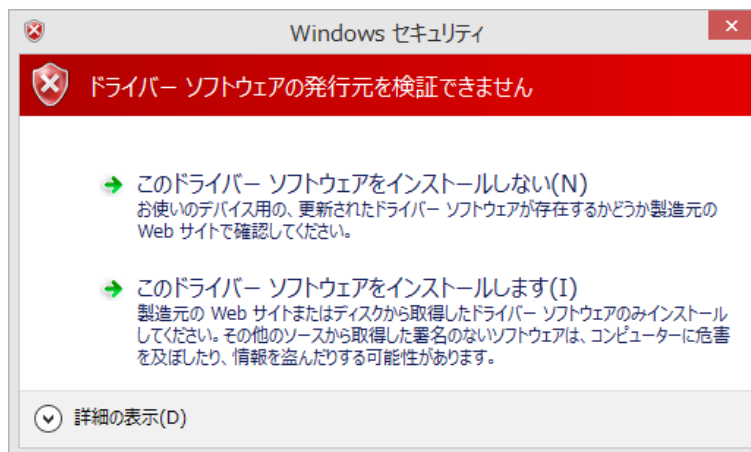 Windows セキュリティ
ドライバー ソフトウェアの発行元を検証できません
このドライバー ソフトウェアをインストールしない(N)
お使いのデバイス用の、更新されたドライバー ソフトウェアが存在するかどうか製造元の
Web サイトで確認してください。
このドライバー ソフトウェアをインストールします(I)
製造元の Web サイトまたはディスクから取得したドライバー ソフトウェアのみインストール
してください。その他のソースから取得した署名のないソフトウェアは、コンピューターに危害
を及ぼしたり、情報を盗んだりする可能性があります。
詳細の表示(D)